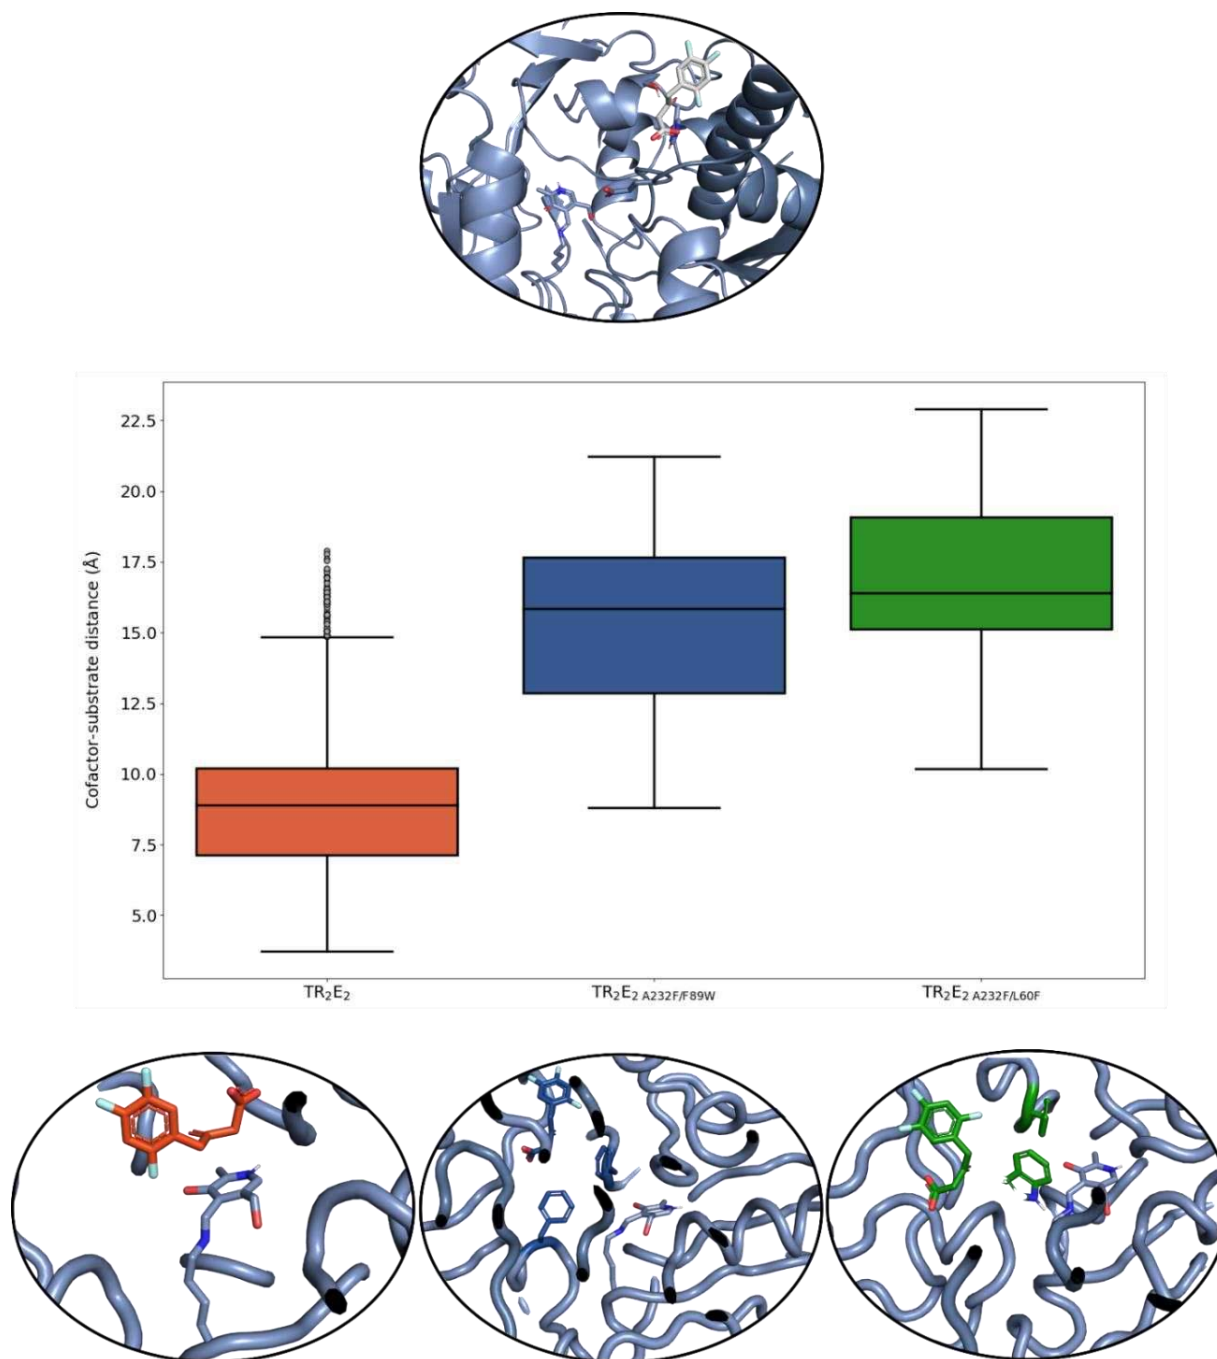 Cofactor-substrate distance (Å)
22.5
20.0
17.5
15.0
12.5
10.0
7.5
5.0
TR₂E₂
TR₂E₂ A232F/F89W
TR₂E₂ A232F/L60F